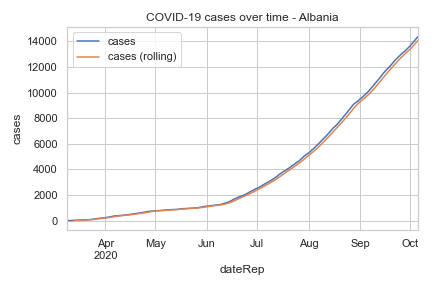 COVID-19 cases over time - Albania
cases
cases (rolling)
14000
12000
10000
8000
6000
4000
2000
0
cases
Apr
2020
May
Jun
Jul
Aug
Sep
Oct
dateRep